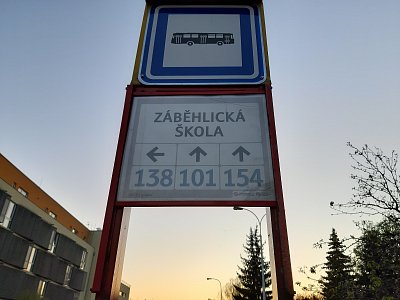 ZÁBĚHLICKÁ
ŠKOLA
← ↑ ↑
138 101 154